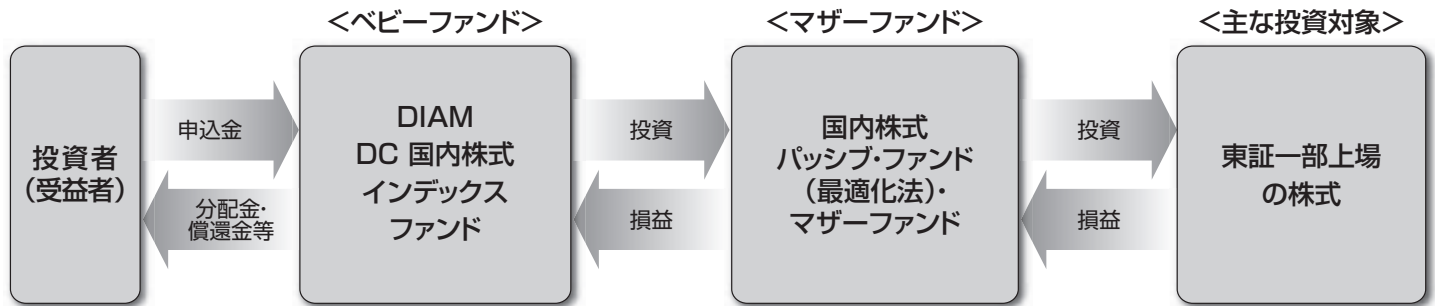 <ベビーファンド>
<マザーファンド>
<主な投資対象>
投資者
(受益者)
申込金
分配金・
償還金等
DIAM
DC 国内株式
インデックス
ファンド
投資
損益
国内株式
パッシブ・ファンド
(最適化法)・
マザーファンド
投資
損益
東証一部上場
の株式